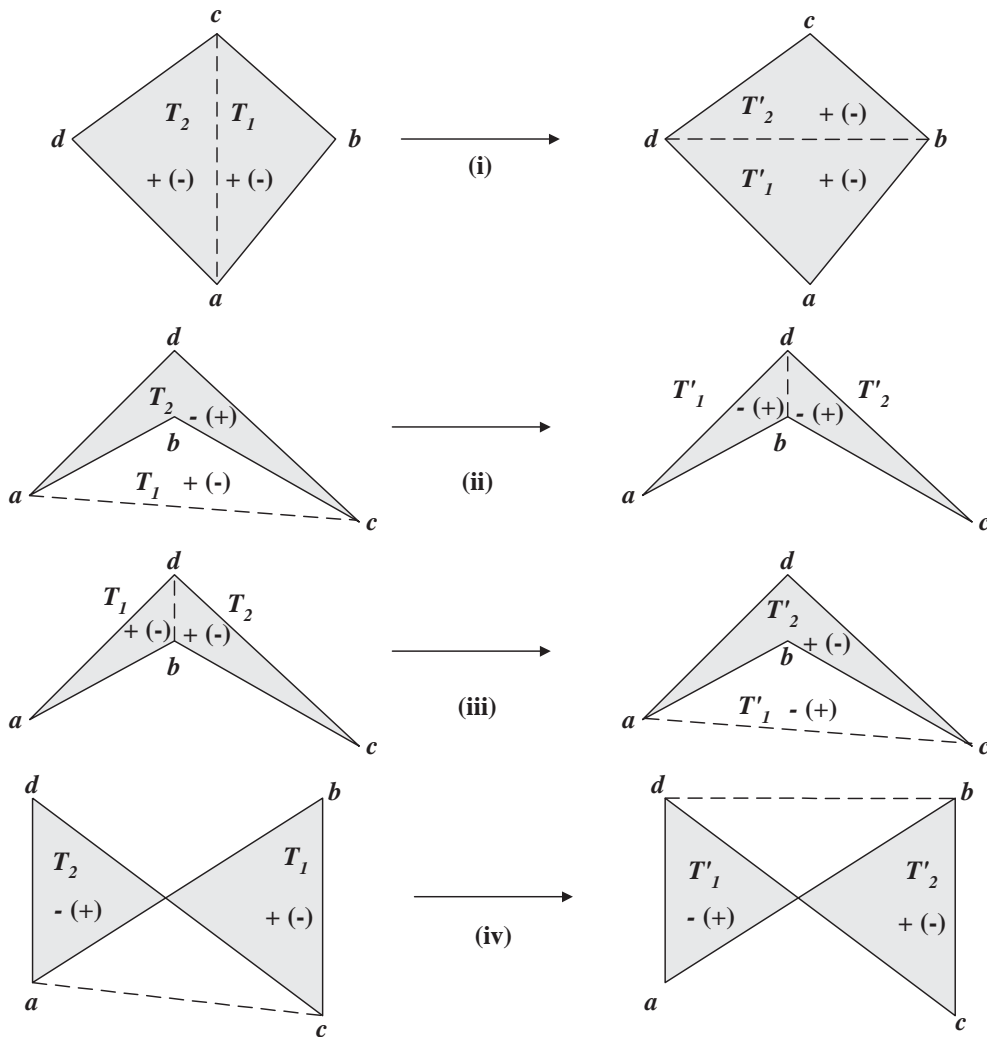 c c
T2 T1 T'2 + (-)
d b d b
(i)
+ (-) + (-) T'1 + (-)
a a
d d
T2 - (+) T'1 - (+) - (+) T'2
b b
a T1 + (-) (ii) a
c c
d d
T1 T2 T'2
+ (-) + (-) + (-)
b b
a (iii) a T'1 - (+)
c c
d b d b
T2 T1 T'1 T'2
- (+) + (-) (iv) - (+) + (-)
a a
c c